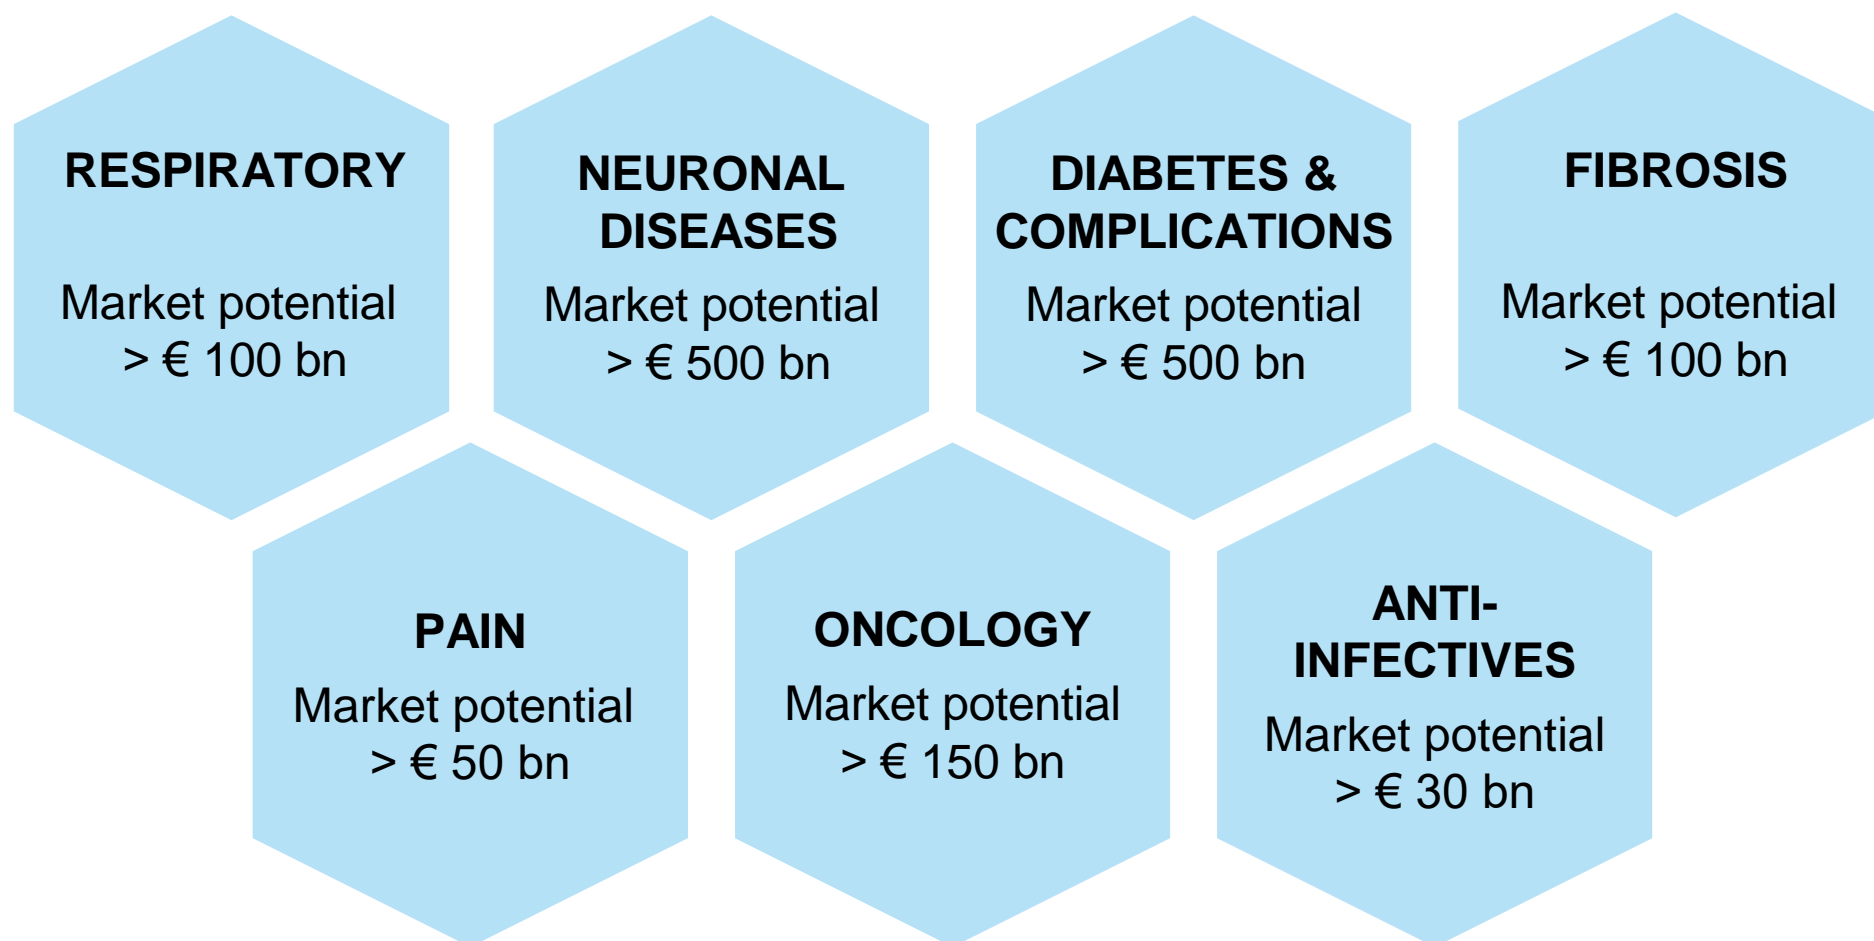 RESPIRATORY
Market potential
> € 100 bn
NEURONAL
DISEASES
Market potential
> € 500 bn
DIABETES &
COMPLICATIONS
Market potential
> € 500 bn
FIBROSIS
Market potential
> € 100 bn
PAIN
Market potential
> € 50 bn
ONCOLOGY
Market potential
> € 150 bn
ANTI-
INFECTIVES
Market potential
> € 30 bn